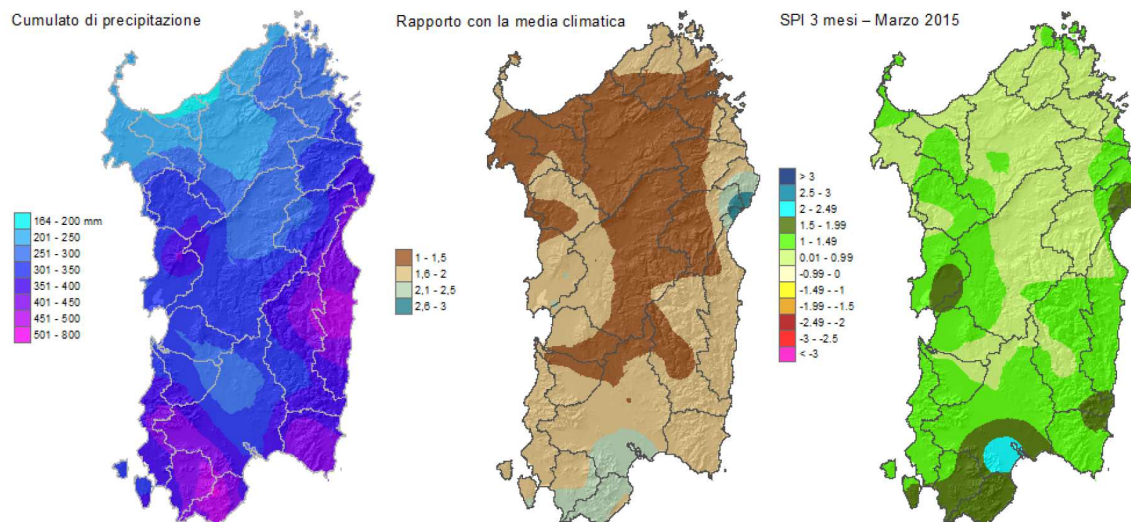 Cumulato di precipitazione
Rapporto con la media climatica
SPI 3 mesi – Marzo 2015
164 - 200 mm
201 - 250
251 - 300
301 - 350
351 - 400
401 - 450
451 - 500
501 - 800
1 - 1,5
1,6 - 2
2,1 - 2,5
2,6 - 3
> 3
2.5 - 3
2 - 2.49
1.5 - 1.99
1 - 1.49
0.01 - 0.99
-0.99 - 0
-1.49 - -1
-1.99 - -1.5
-2.49 - -2
-3 - -2.5
< -3